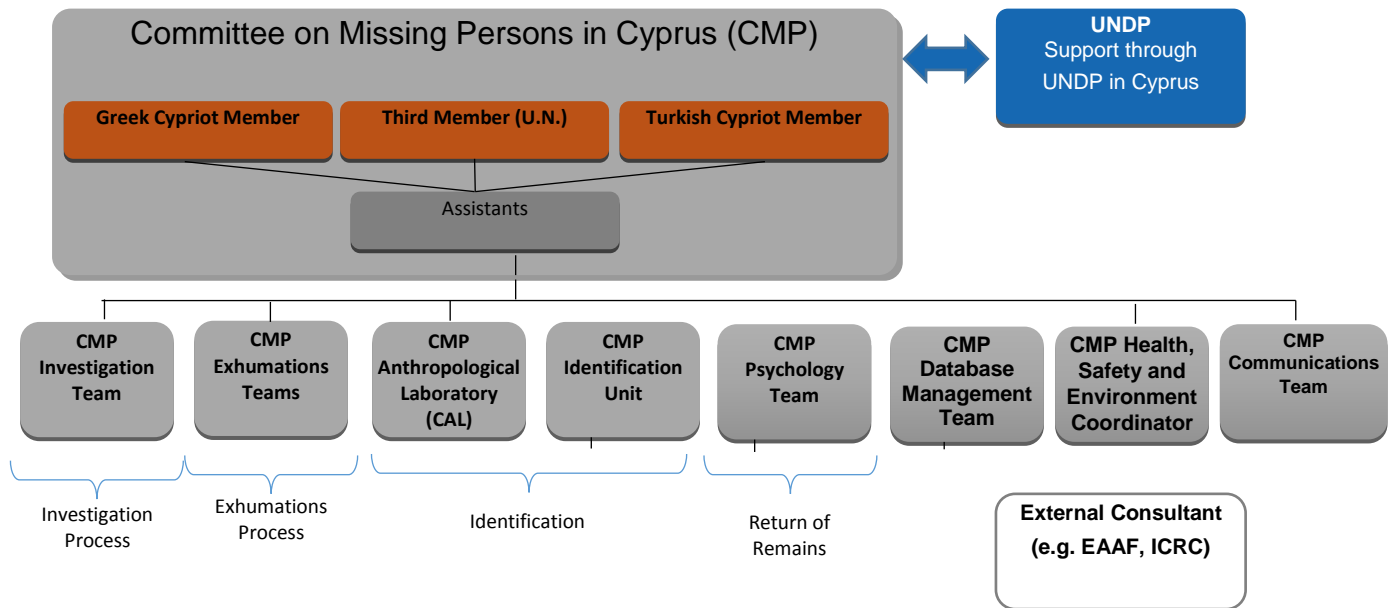 Committee on Missing Persons in Cyprus (CMP)
UNDP
Support through
UNDP in Cyprus
Greek Cypriot Member
Third Member (U.N.)
Turkish Cypriot Member
Assistants
CMP
Investigation
Team
CMP
Exhumations
Teams
CMP
Anthropological
Laboratory
(CAL)
CMP
Identification
Unit
CMP
Psychology
Team
CMP
Database
Management
Team
CMP Health,
Safety and
Environment
Coordinator
CMP
Communications
Team
Investigation
Process
Exhumations
Process
Identification
Return of
Remains
External Consultant
(e.g. EAAF, ICRC)